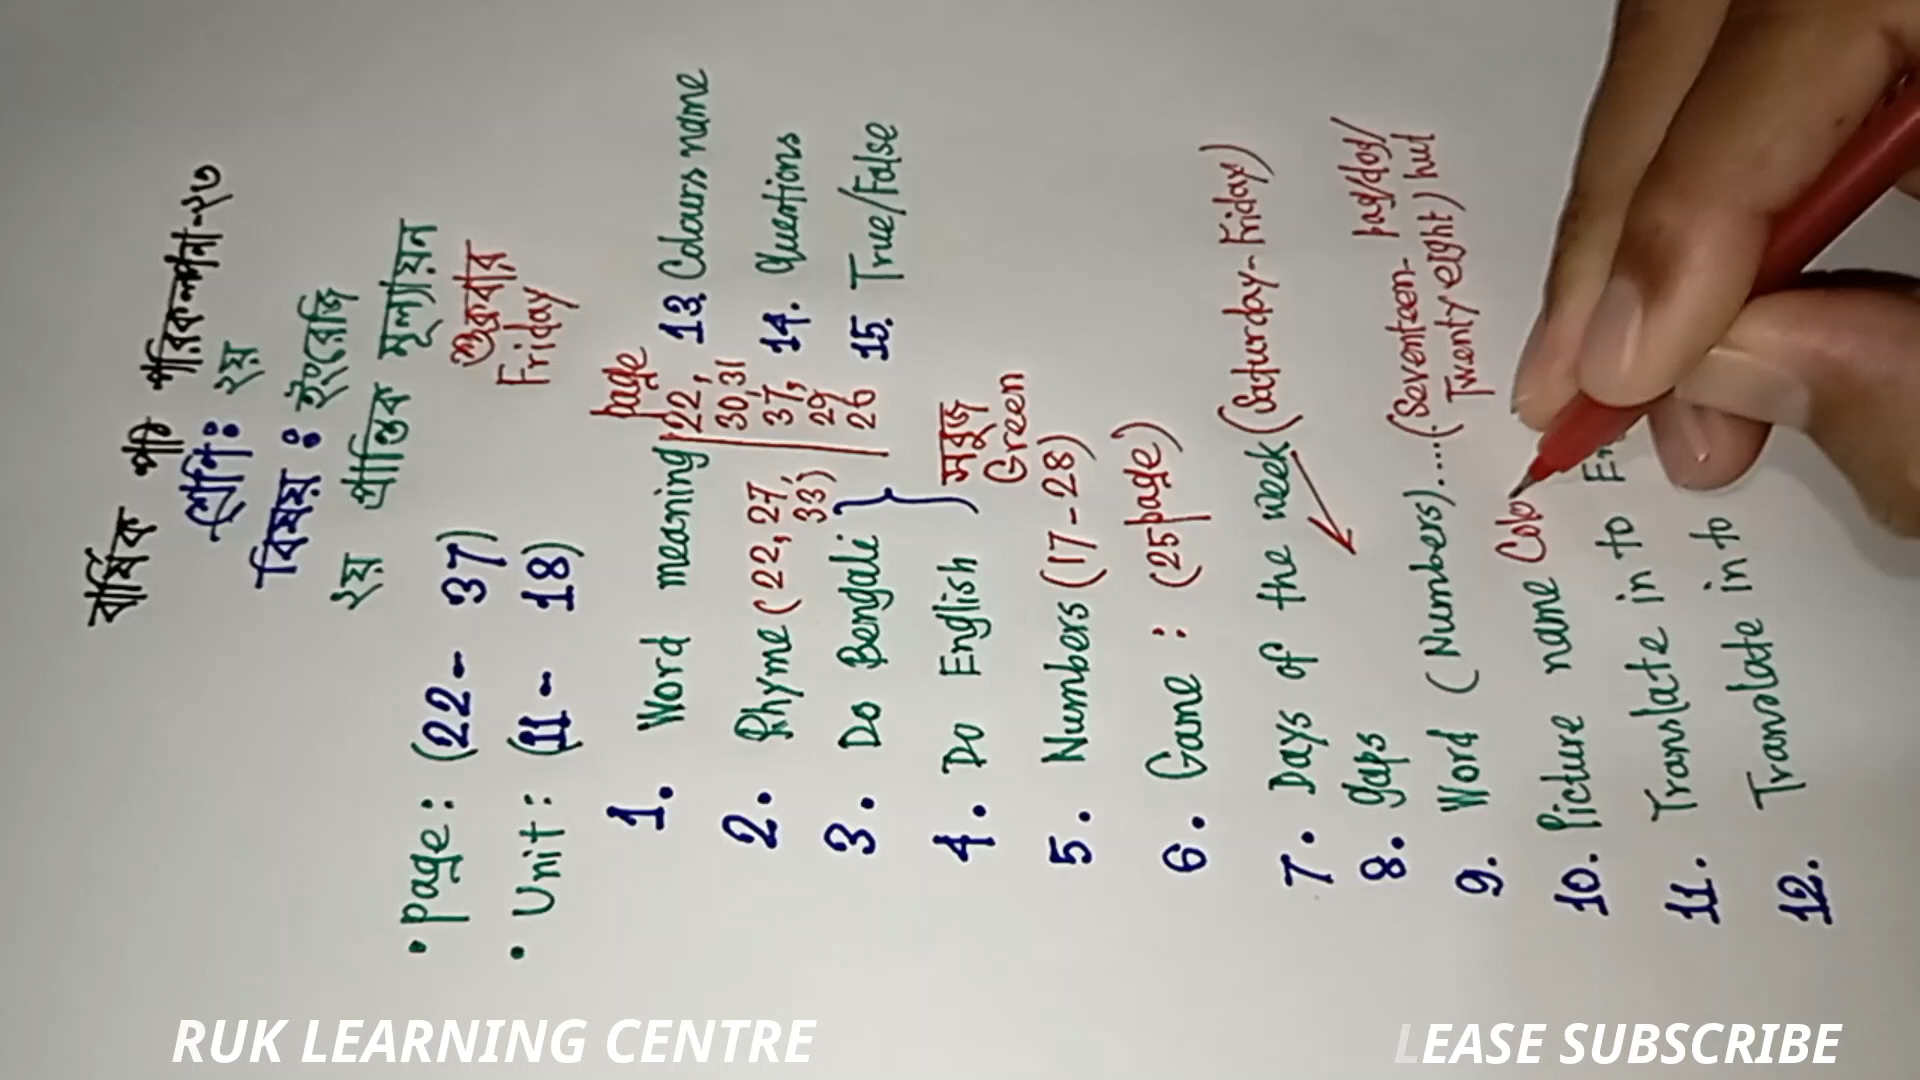 বার্ষিক পরিকল্পনা-২৩
শ্রেণি: ২য়
বিষয়: ইংরেজি
২য় প্রান্তিক মূল্যায়ন
শুক্রবার
Friday
• Page: (22 - 37)
• Unit: (11 - 18)
1. Word meaning
page
22,
30,31
37,
29
26
2. Rhyme (22, 27,
33)
3. Do Bengali
4. Do English
সবুজ
Green
5. Numbers (17-28)
6. Game : (25 page)
7. Days of the week (Saturday-Friday)
8. gaps
9. Word (Numbers).....(Seventeen-
Twenty eight)
10. Picture name Colo
11. Translate in to E
12. Translate in to
13. Colours name
14. Questions
15. True/False
RUK LEARNING CENTRE
LEASE SUBSCRIBE